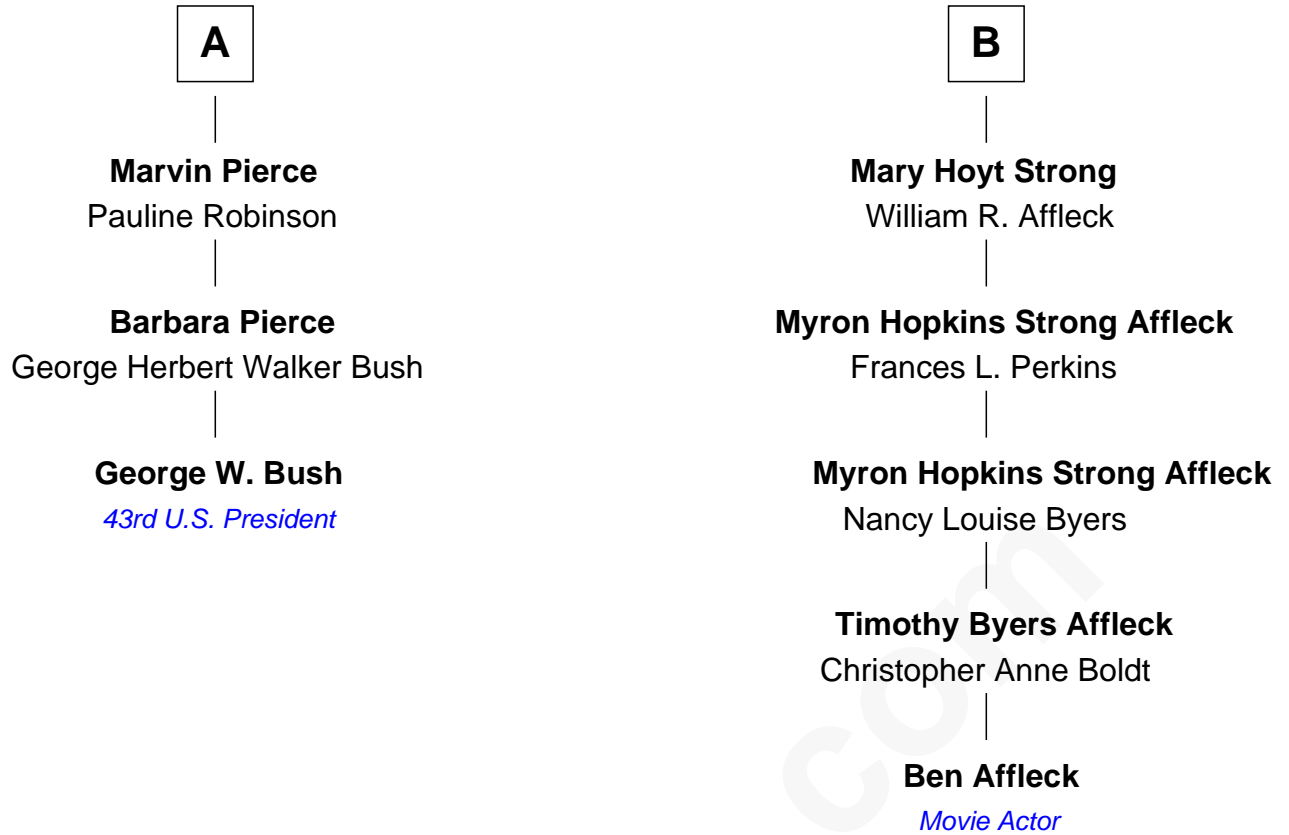 A
Marvin Pierce
Pauline Robinson
Barbara Pierce
George Herbert Walker Bush
George W. Bush
43rd U.S. President
B
Mary Hoyt Strong
William R. Affleck
Myron Hopkins Strong Affleck
Frances L. Perkins
Myron Hopkins Strong Affleck
Nancy Louise Byers
Timothy Byers Affleck
Christopher Anne Boldt
Ben Affleck
Movie Actor
com